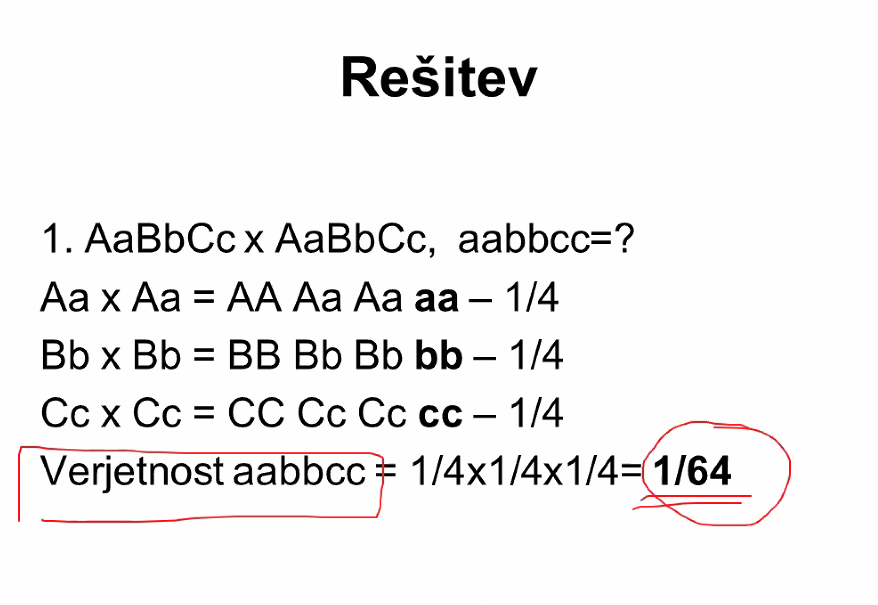 Rešitev
1. AaBbCc x AaBbCc, aabbcc=?
Aa x Aa = AA Aa Aa aa – 1/4
Bb x Bb = BB Bb Bb bb – 1/4
Cc x Cc = CC Cc Cc cc – 1/4
Verjetnost aabbcc = 1/4x1/4x1/4= 1/64